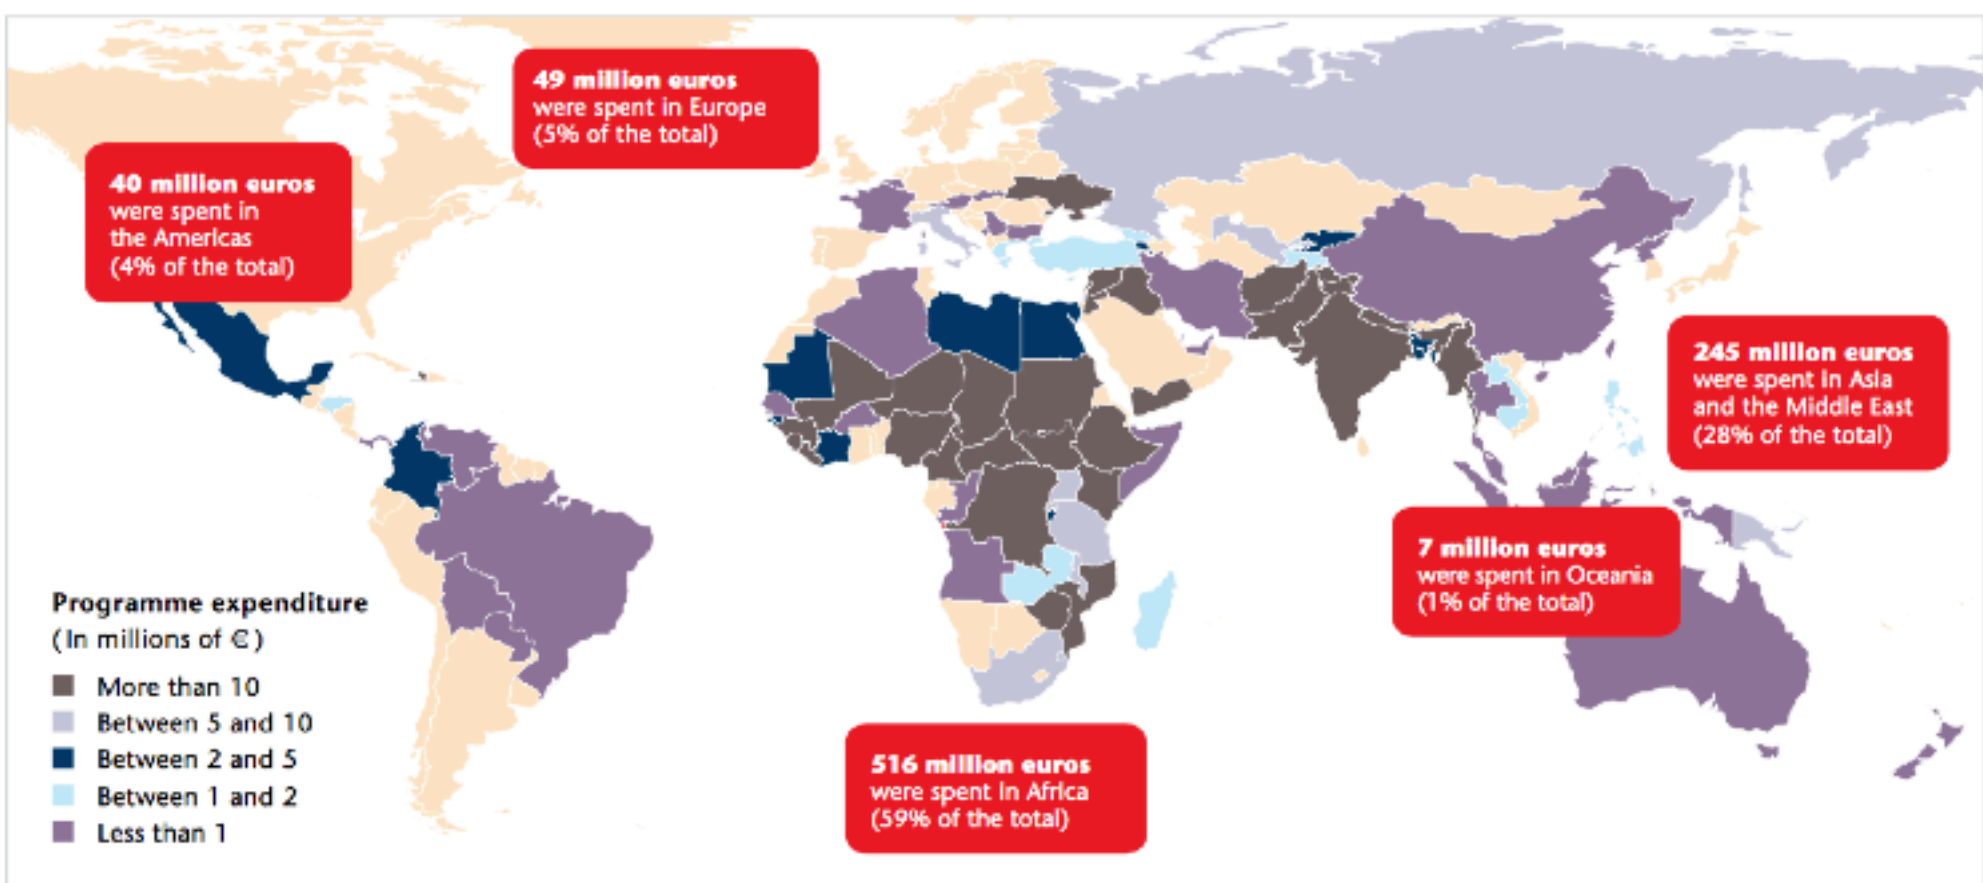 49 million euros
were spent in Europe
(5% of the total)
40 million euros
were spent in
the Americas
(4% of the total)
245 million euros
were spent in Asia
and the Middle East
(28% of the total)
7 million euros
were spent in Oceania
(1% of the total)
516 million euros
were spent in Africa
(59% of the total)
Programme expenditure
(In millions of €)
More than 10
Between 5 and 10
Between 2 and 5
Between 1 and 2
Less than 1